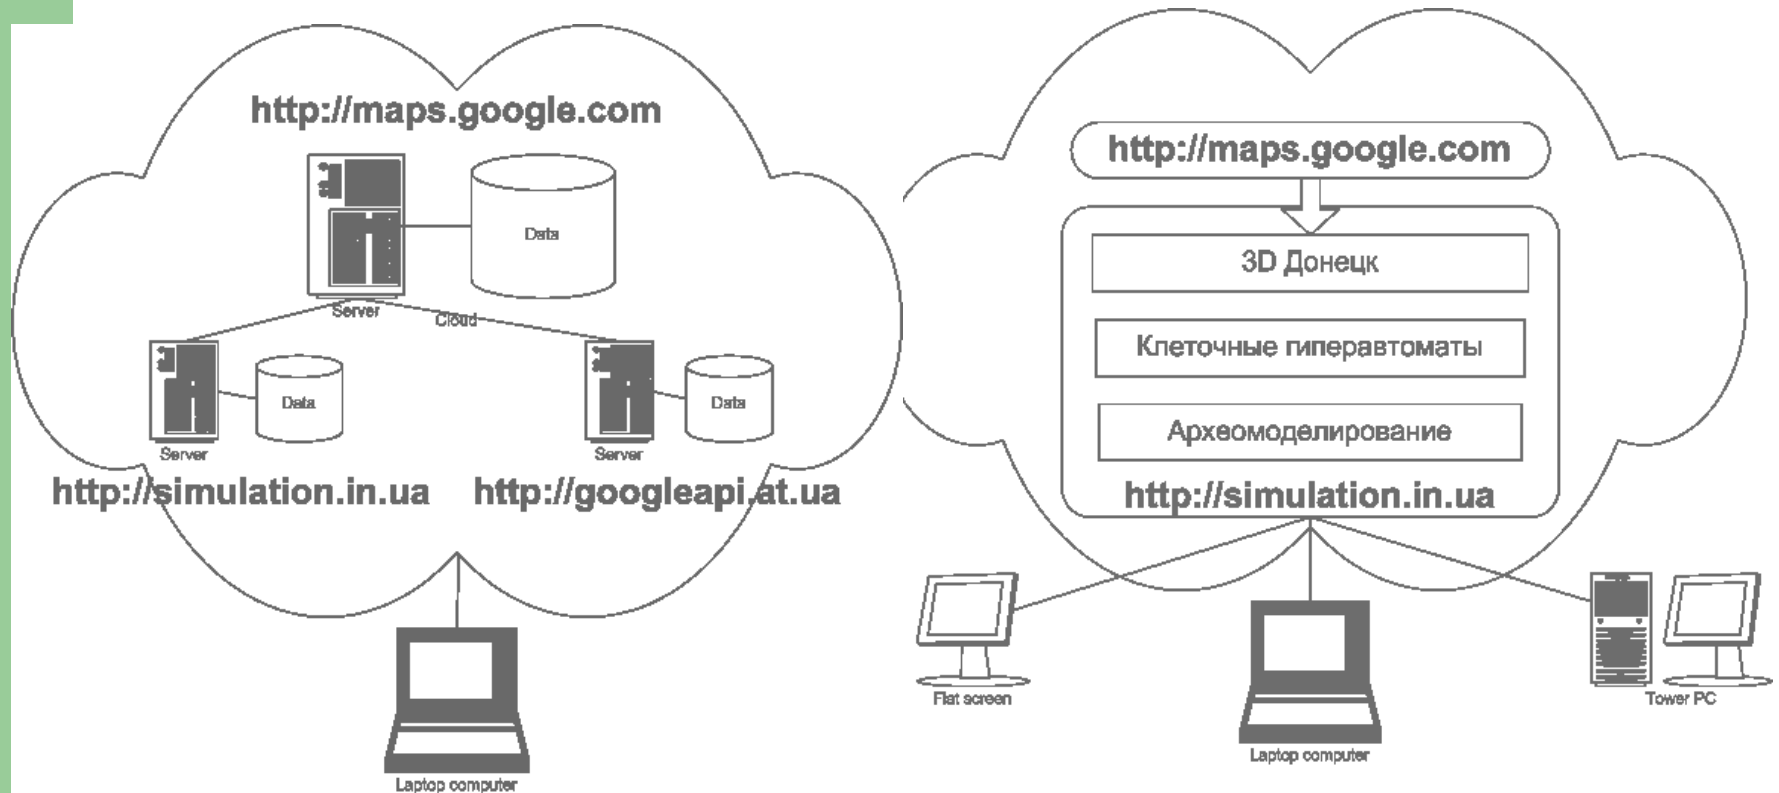 http://maps.google.com
Data
Server
Cloud
Data
Data
Server
Server
http://simulation.in.ua
http://googleapi.at.ua
Laptop computer
http://maps.google.com
3D Донецк
Клеточные гиперавтоматы
Археомоделирование
http://simulation.in.ua
Flat screen
Laptop computer
Tower PC